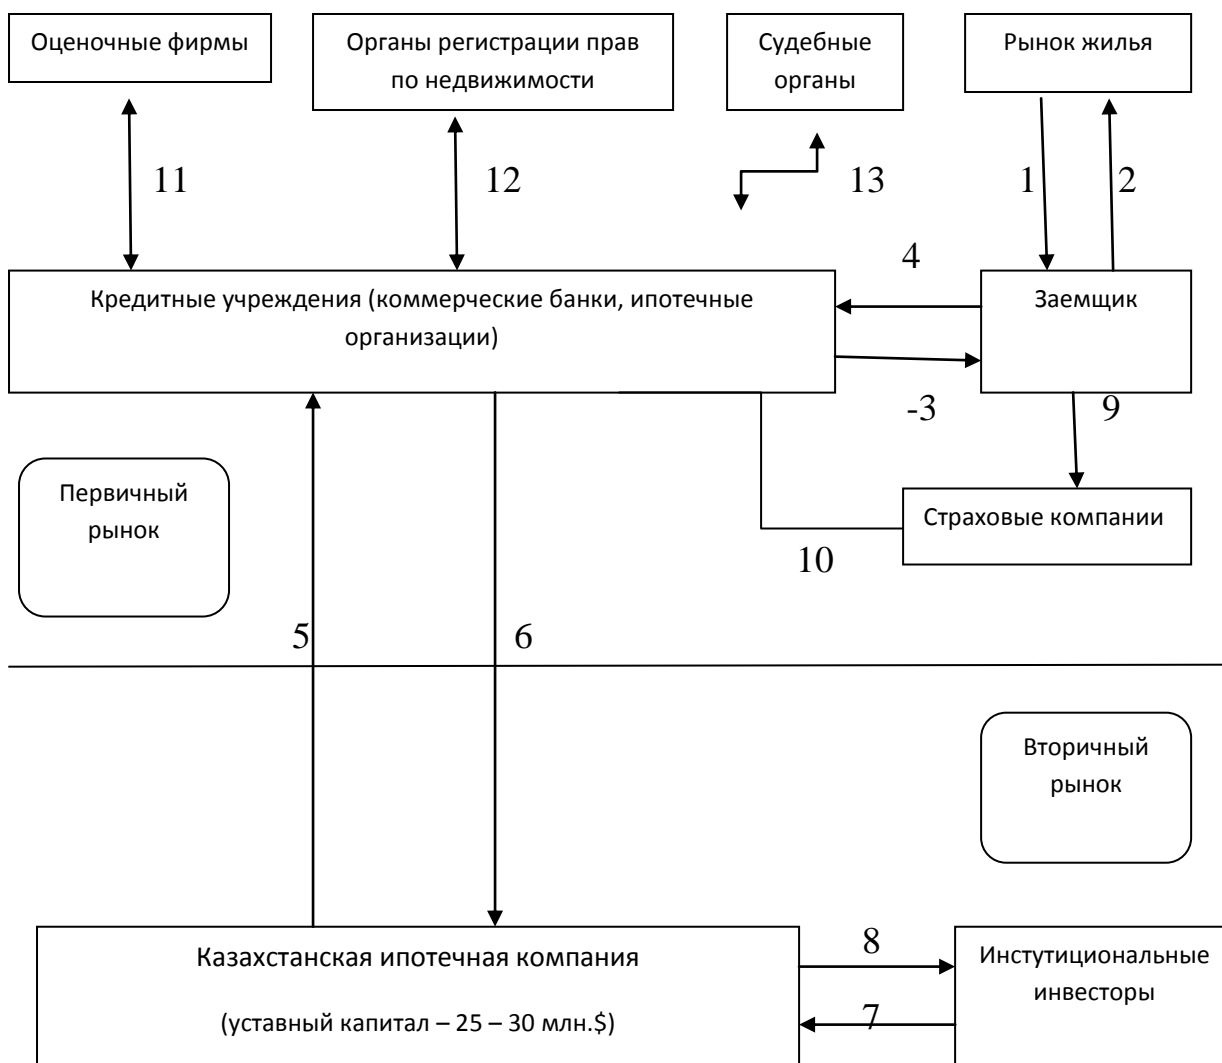 Оценочные фирмы
Органы регистрации прав
по недвижимости
Судебные
органы
Рынок жилья
11
12
13
1
2
4
Кредитные учреждения (коммерческие банки, ипотечные
организации)
Заемщик
-3
9
Первичный
рынок
Страховые компании
10
5
6
Вторичный
рынок
Казахстанская ипотечная компания
(уставный капитал – 25 – 30 млн.$)
8
7
Инстутициональные
инвесторы